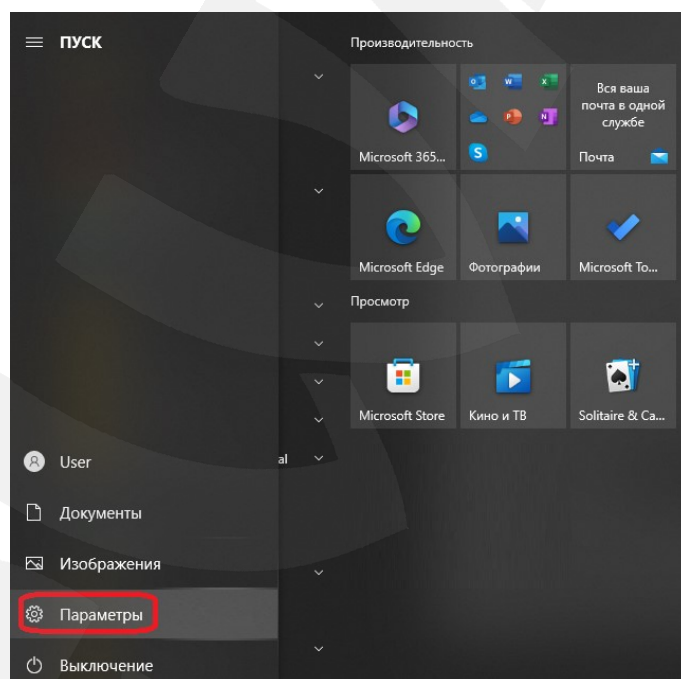 ПУСК
Производительность
Microsoft 365...
Вся ваша
почта в одной
службе
Почта
Microsoft Edge
Фотографии
Microsoft To...
Просмотр
Microsoft Store
Кино и ТВ
Solitaire & Ca...
User
al
Документы
Изображения
Параметры
Выключение